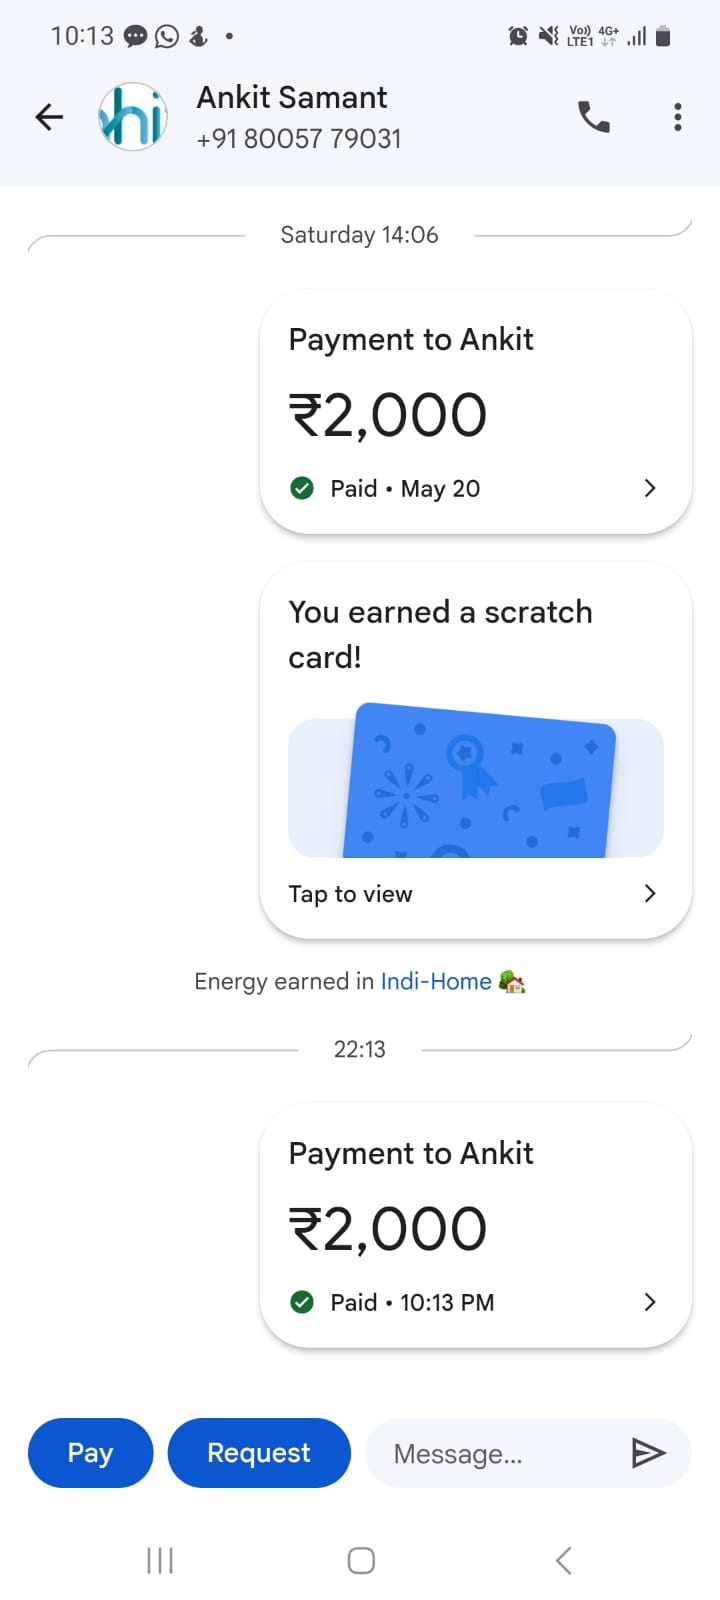 10:13
Vo)) 4G+
LTE1
hi
Ankit Samant
+91 80057 79031
Saturday 14:06
Payment to Ankit
₹2,000
Paid • May 20
You earned a scratch
card!
Tap to view
Energy earned in Indi-Home
22:13
Payment to Ankit
₹2,000
Paid • 10:13 PM
Pay
Request
Message...